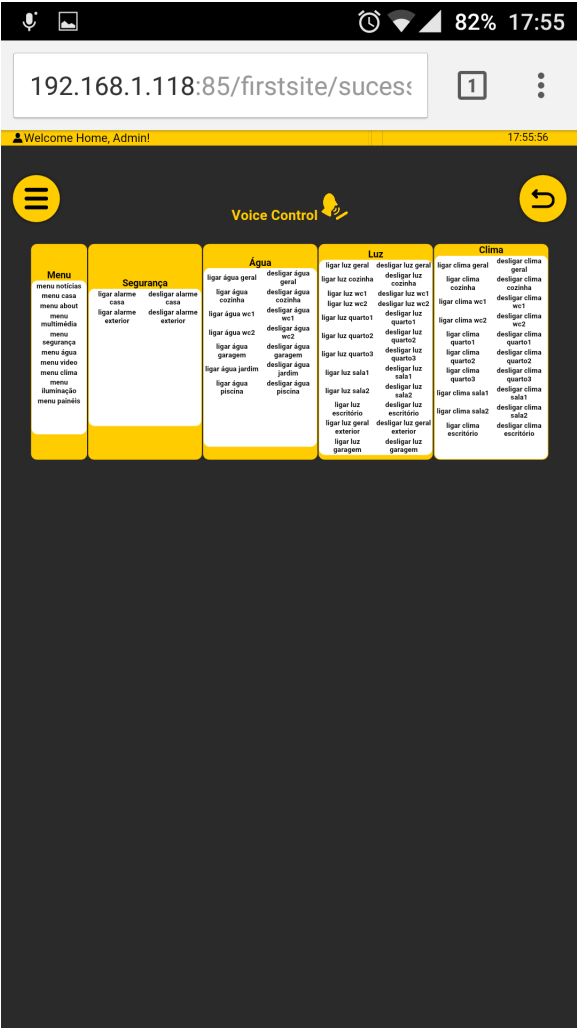 82% 17:55
192.168.1.118:85/firstsite/sucess
1
Welcome Home, Admin!
17:55:56
Voice Control
Menu
menu notícias
menu casa
menu about
menu
multimédia
menu
segurança
menu água
menu video
menu clima
menu
iluminação
menu painéis
Segurança
ligar alarme
casa
desligar alarme
casa
ligar alarme
exterior
desligar alarme
exterior
Água
ligar água geral
desligar água
geral
ligar água
cozinha
desligar água
cozinha
ligar água wc1
desligar água
wc1
ligar água wc2
desligar água
wc2
ligar água
garagem
desligar água
garagem
ligar água jardim
desligar água
jardim
ligar água
piscina
desligar água
piscina
Luz
ligar luz geral
desligar luz geral
ligar luz cozinha
desligar luz
cozinha
ligar luz wc1
desligar luz wc1
ligar luz wc2
desligar luz wc2
ligar luz quarto1
desligar luz
quarto1
ligar luz quarto2
desligar luz
quarto2
ligar luz quarto3
desligar luz
quarto3
ligar luz sala1
desligar luz
sala1
ligar luz sala2
desligar luz
sala2
ligar luz
escritório
desligar luz
escritório
ligar luz geral
exterior
desligar luz geral
exterior
ligar luz
garagem
desligar luz
garagem
Clima
ligar clima geral
desligar clima
geral
ligar clima
cozinha
desligar clima
cozinha
ligar clima wc1
desligar clima
wc1
ligar clima wc2
desligar clima
wc2
ligar clima
quarto1
desligar clima
quarto1
ligar clima
quarto2
desligar clima
quarto2
ligar clima
quarto3
desligar clima
quarto3
ligar clima sala1
desligar clima
sala1
ligar clima sala2
desligar clima
sala2
ligar clima
escritório
desligar clima
escritório